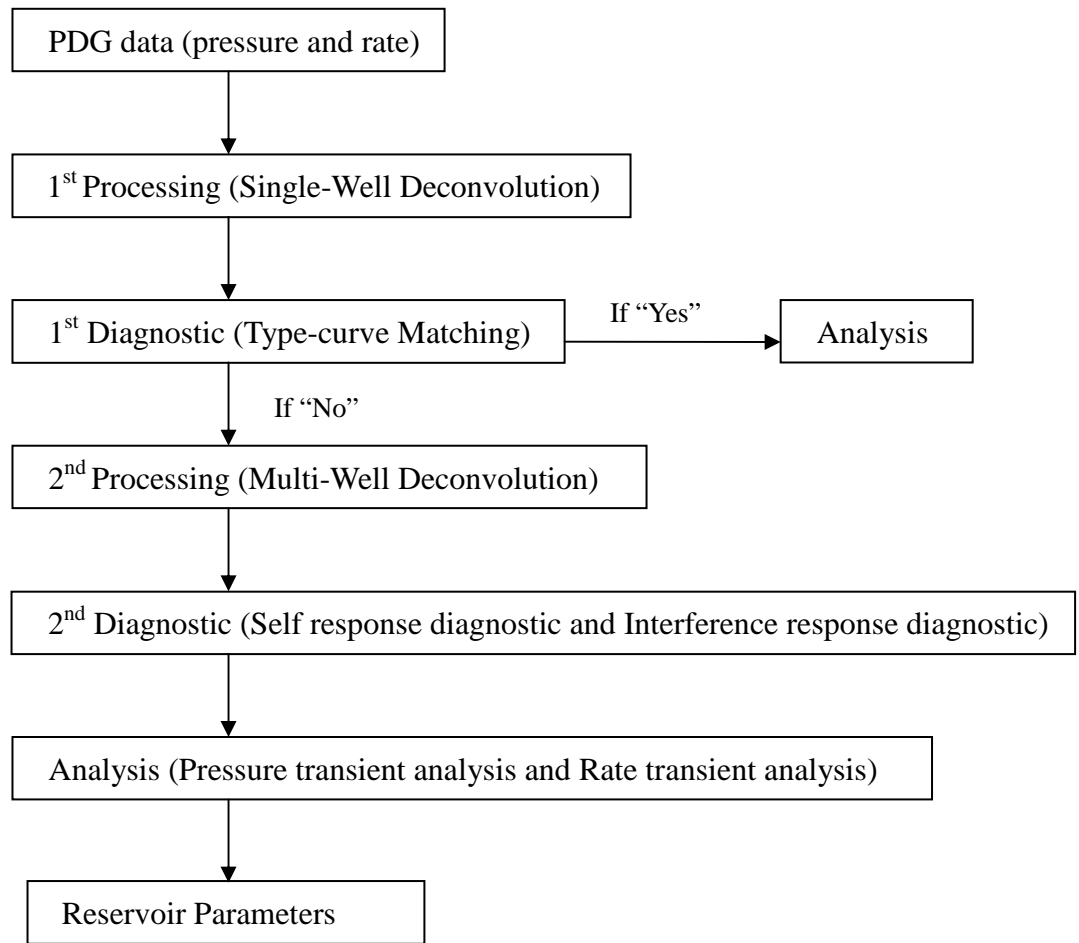 PDG data (pressure and rate)
1st Processing (Single-Well Deconvolution)
1st Diagnostic (Type-curve Matching)
If “Yes”
Analysis
If “No”
2nd Processing (Multi-Well Deconvolution)
2nd Diagnostic (Self response diagnostic and Interference response diagnostic)
Analysis (Pressure transient analysis and Rate transient analysis)
Reservoir Parameters